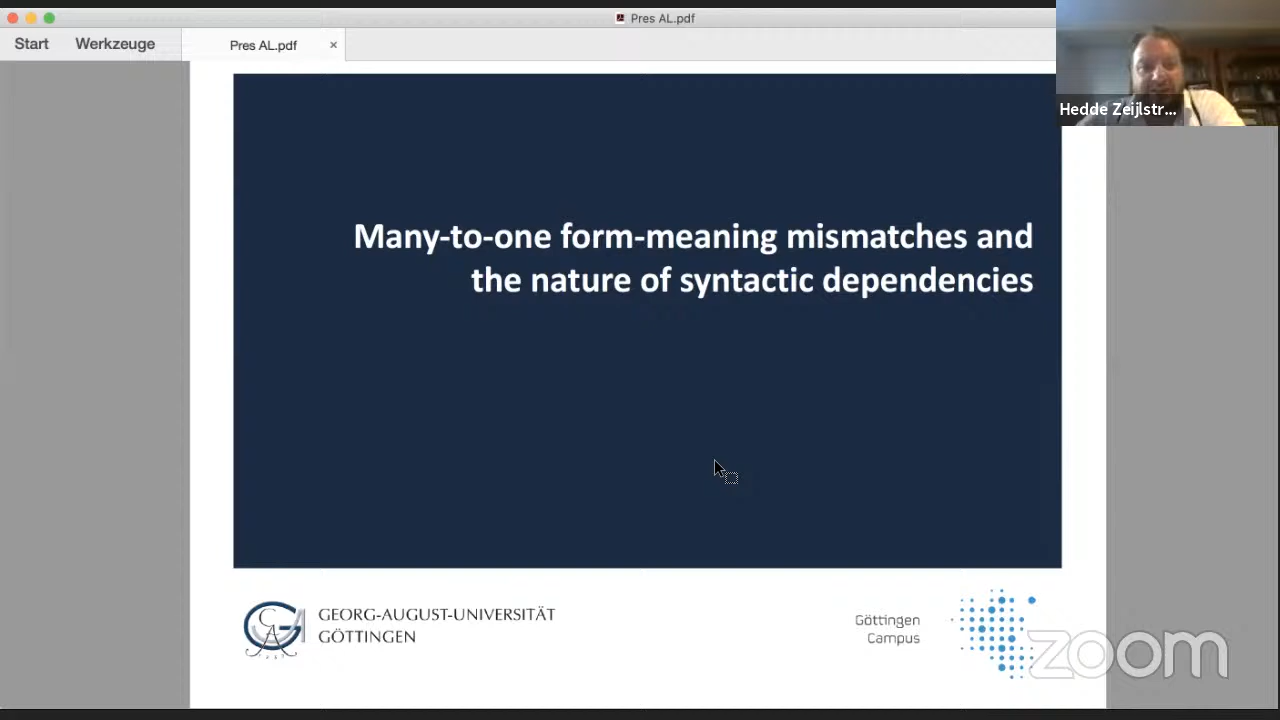 Pres AL.pdf
Start Werkzeuge Pres AL.pdf ×
Hedde Zeijlstr...
Many-to-one form-meaning mismatches and
the nature of syntactic dependencies
GEORG-AUGUST-UNIVERSITÄT
GÖTTINGEN
Göttingen
Campus
zoom